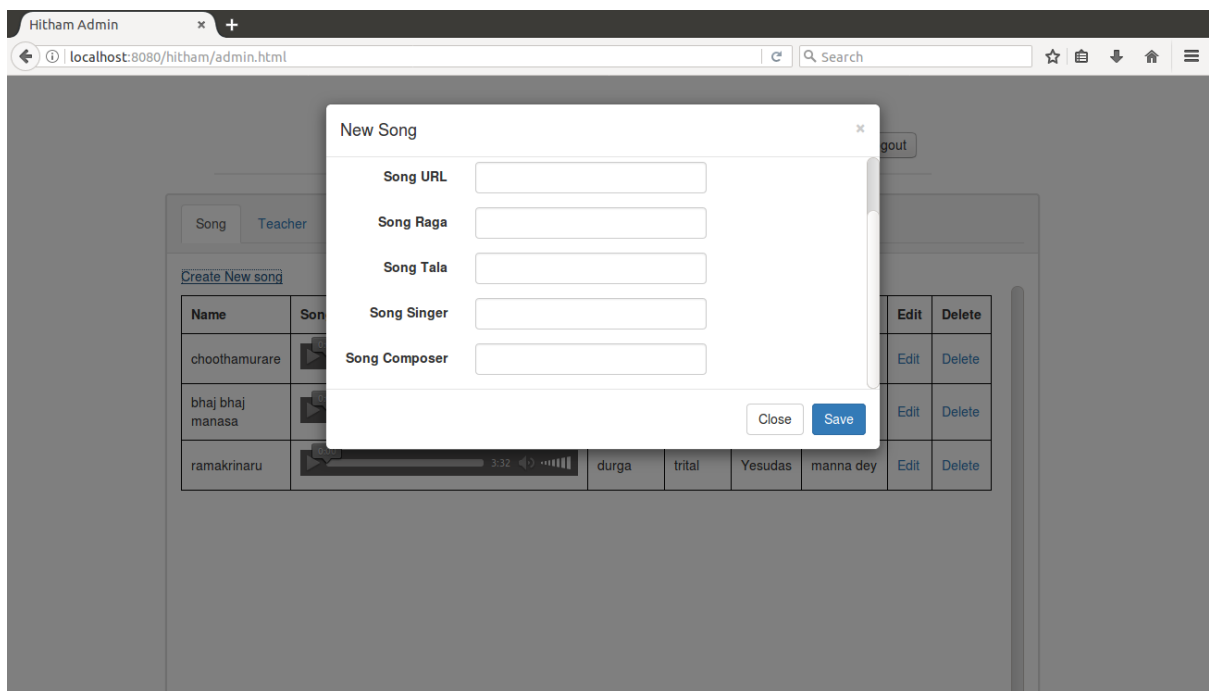 Hitham Admin × +
localhost:8080/hitham/admin.html Search
New Song ×
gout
Song URL
Song Teacher
Song Raga
Song Tala
Create New song
Song Singer
Name Son Edit Delete
Song Composer
choothamurare Edit Delete
bhaj bhaj
manasa Edit Delete
Close Save
ramakrinaru 3:32 durga trital Yesudas manna dey Edit Delete